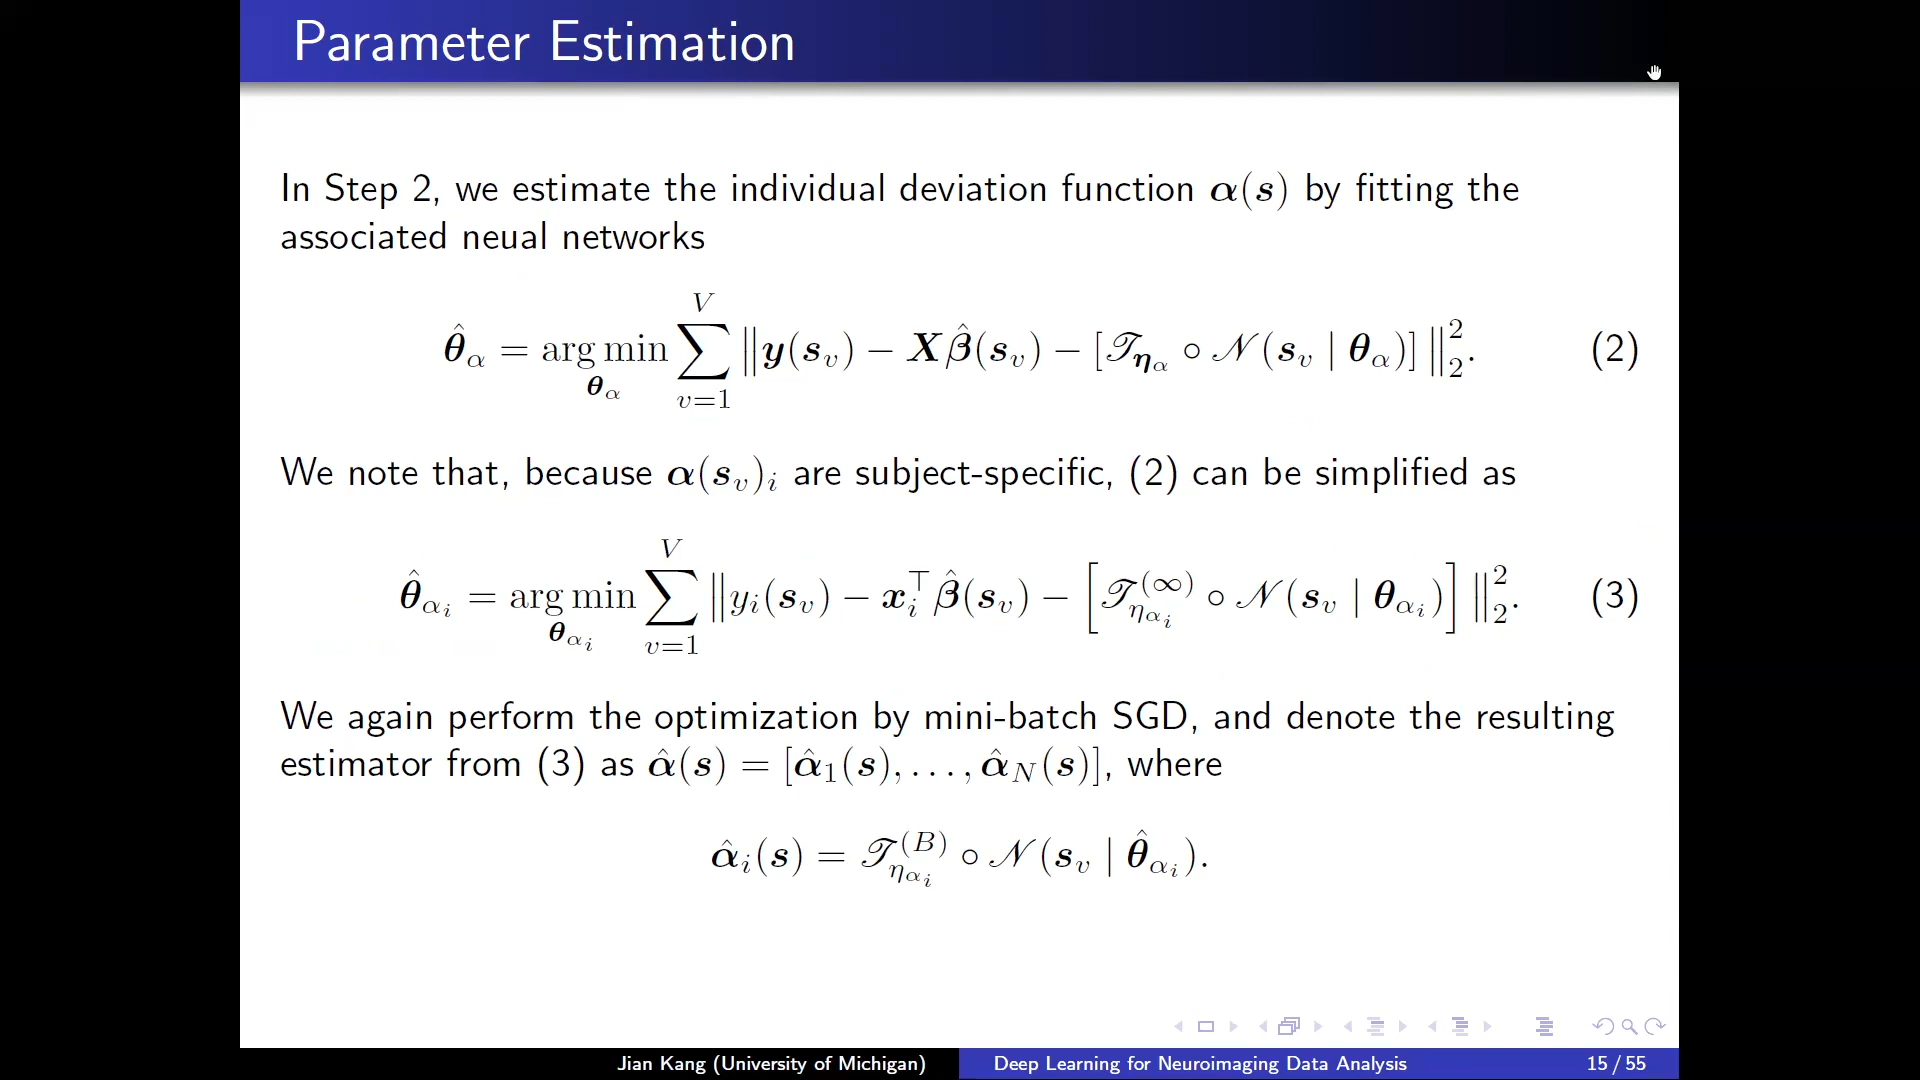 Parameter Estimation
In Step 2, we estimate the individual deviation function α(s) by fitting the
associated neual networks
θ̂_α = arg min_{θ_α} ∑_{v=1}^{V} ‖y(s_v) − Xβ̂(s_v) − [𝒯_{η_α} ∘ 𝒩(s_v | θ_α)]‖_2^2. (2)
We note that, because α(s_v)_i are subject-specific, (2) can be simplified as
θ̂_{α_i} = arg min_{θ_{α_i}} ∑_{v=1}^{V} ‖y_i(s_v) − x_i^⊤ β̂(s_v) − [𝒯_{η_{α_i}}^{(∞)} ∘ 𝒩(s_v | θ_{α_i})]‖_2^2. (3)
We again perform the optimization by mini-batch SGD, and denote the resulting
estimator from (3) as α̂(s) = [α̂_1(s), . . . , α̂_N(s)], where
α̂_i(s) = 𝒯_{η_{α_i}}^{(B)} ∘ 𝒩(s_v | θ̂_{α_i}).
Jian Kang (University of Michigan) Deep Learning for Neuroimaging Data Analysis 15 / 55